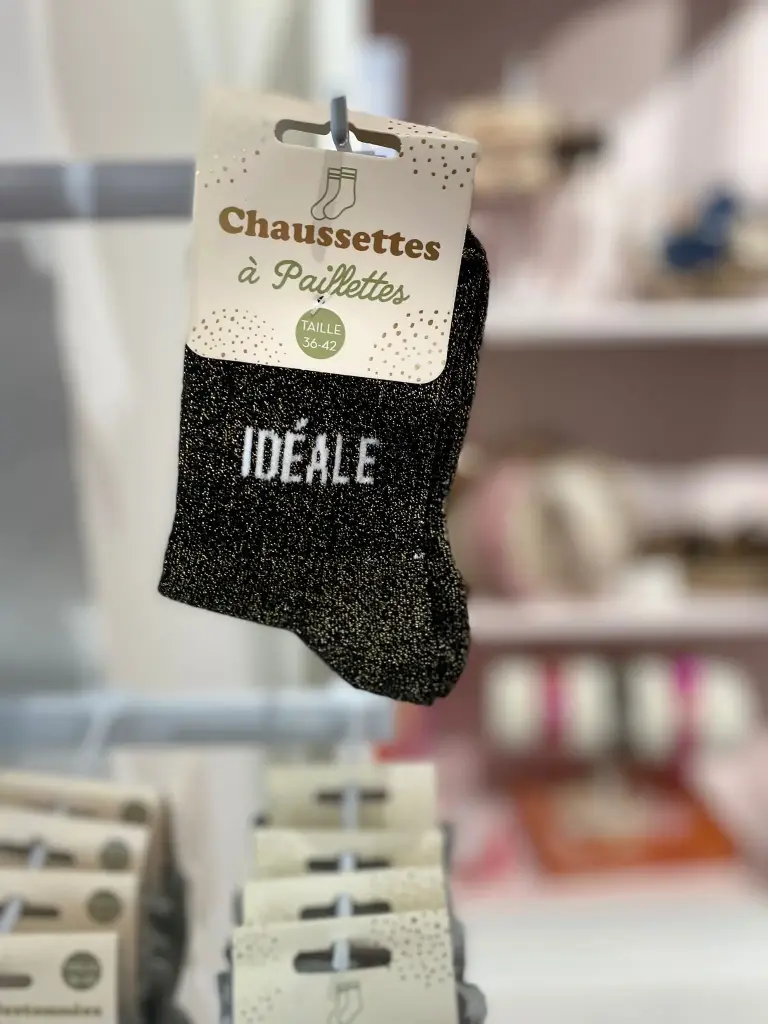 Chaussettes
à Paillettes
TAILLE
36-42
IDÉALE